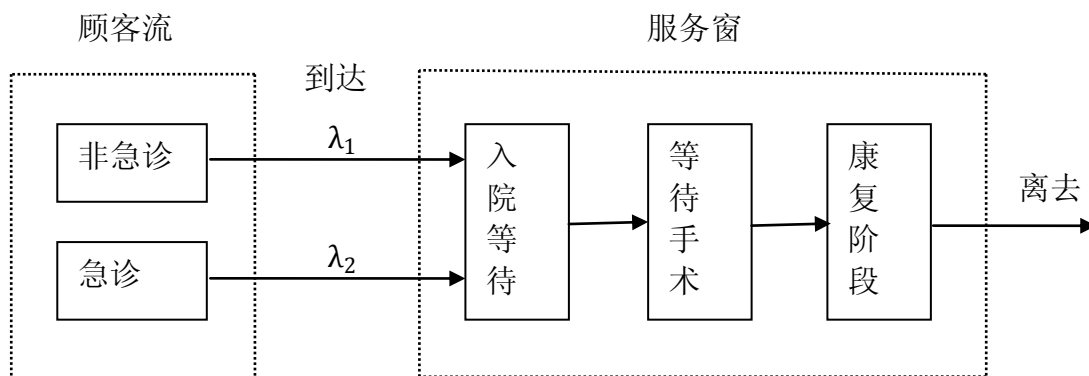 顾客流
服务窗
到达
非急诊
λ₁
急诊
λ₂
入
院
等
待
等
待
手
术
康
复
阶
段
离去